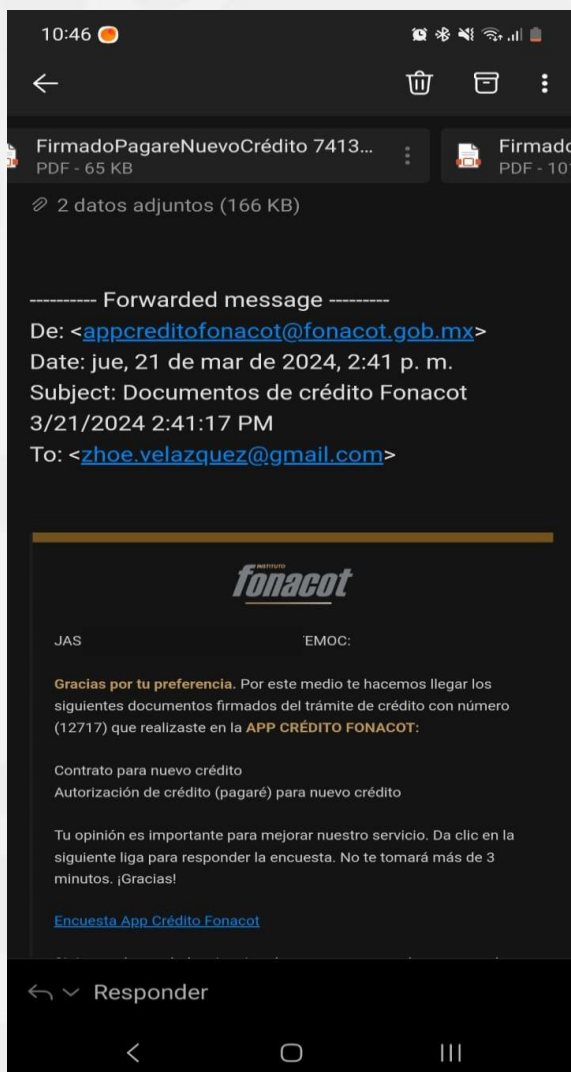 10:46
FirmadoPagareNuevoCrédito 7413...
PDF - 65 KB
Firmado
PDF - 101
2 datos adjuntos (166 KB)
---------- Forwarded message ---------
De: <appcreditofonacot@fonacot.gob.mx>
Date: jue, 21 de mar de 2024, 2:41 p. m.
Subject: Documentos de crédito Fonacot
3/21/2024 2:41:17 PM
To: <zhoe.velazquez@gmail.com>
INSTITUTO
fonacot
JAS TEMOC:
Gracias por tu preferencia. Por este medio te hacemos llegar los
siguientes documentos firmados del trámite de crédito con número
(12717) que realizaste en la APP CRÉDITO FONACOT:
Contrato para nuevo crédito
Autorización de crédito (pagaré) para nuevo crédito
Tu opinión es importante para mejorar nuestro servicio. Da clic en la
siguiente liga para responder la encuesta. No te tomará más de 3
minutos. ¡Gracias!
Encuesta App Crédito Fonacot
Responder